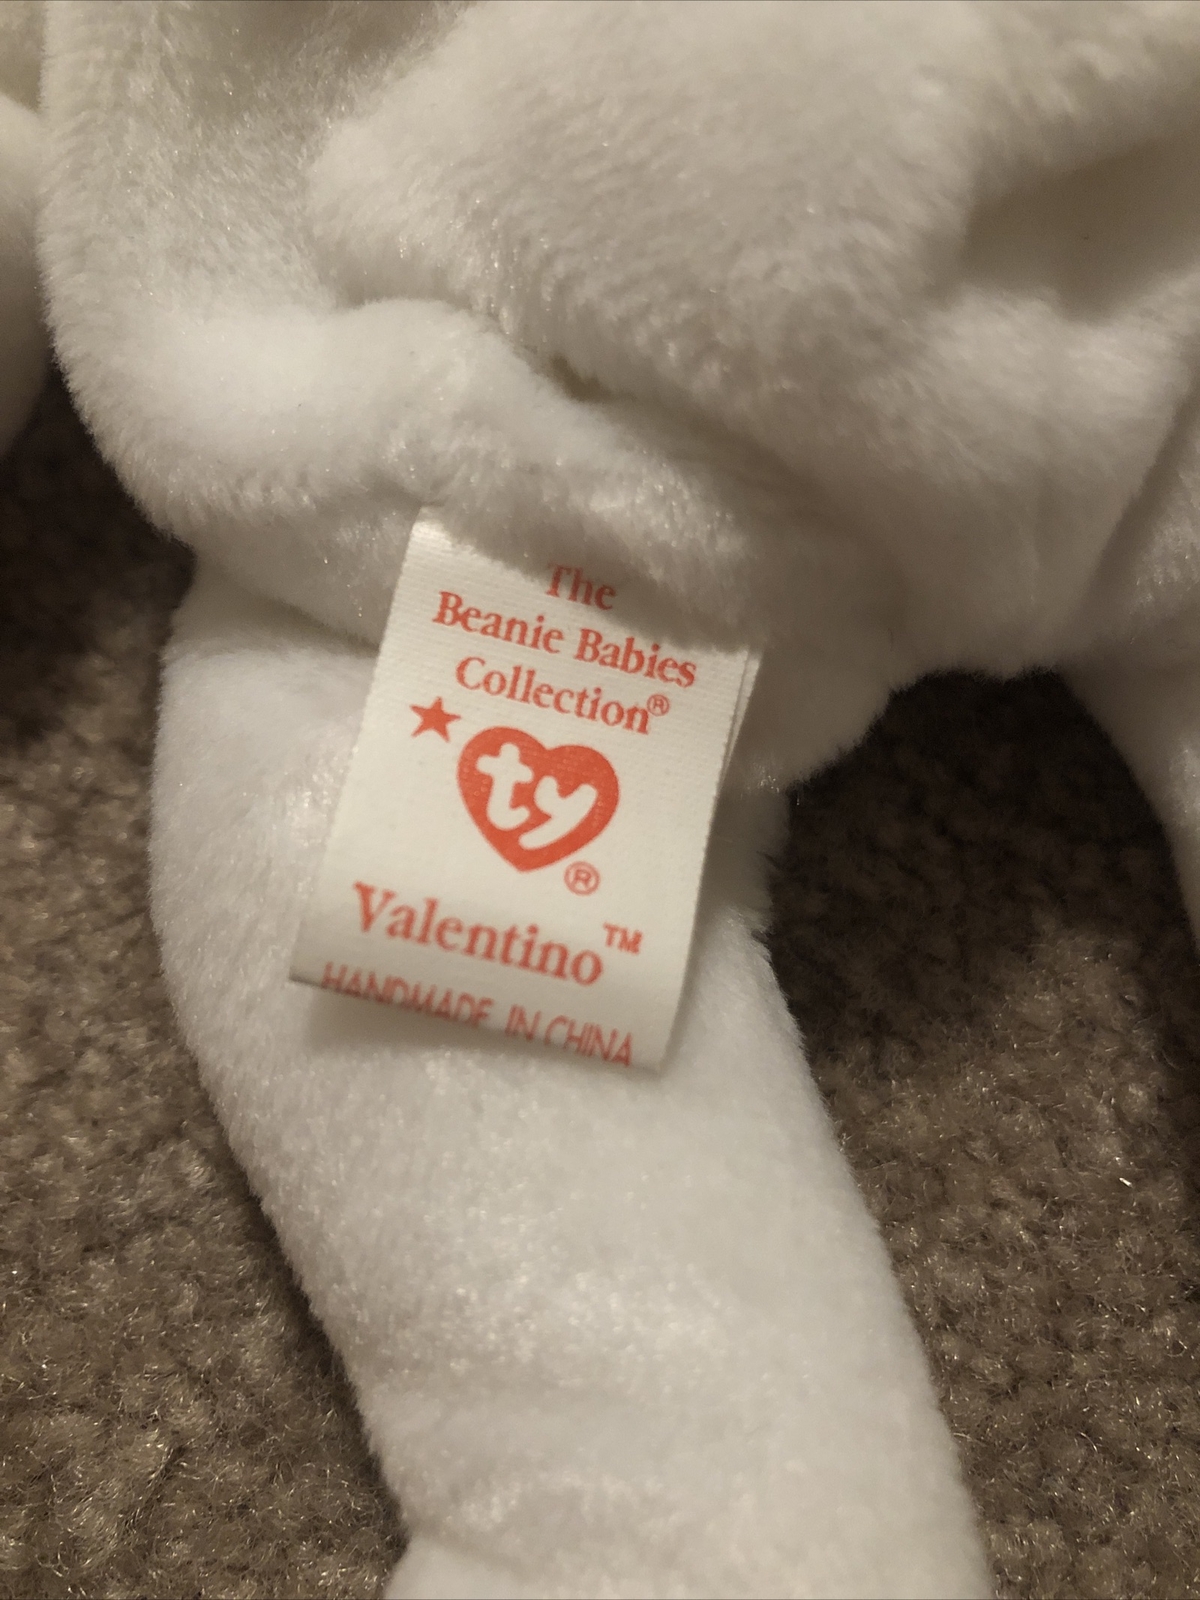 The
Beanie Babies
Collection®
ty®
Valentino™
HANDMADE IN CHINA